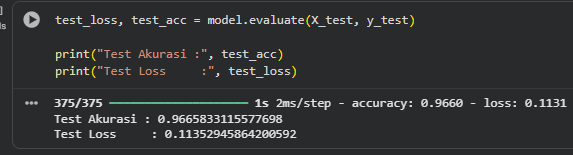 test_loss, test_acc = model.evaluate(X_test, y_test)
print("Test Akurasi :", test_acc)
print("Test Loss     :", test_loss)
375/375 ━━━━━━━━━━━━━━━━━━━━ 1s 2ms/step - accuracy: 0.9660 - loss: 0.1131
Test Akurasi : 0.9665833115577698
Test Loss     : 0.11352945864200592